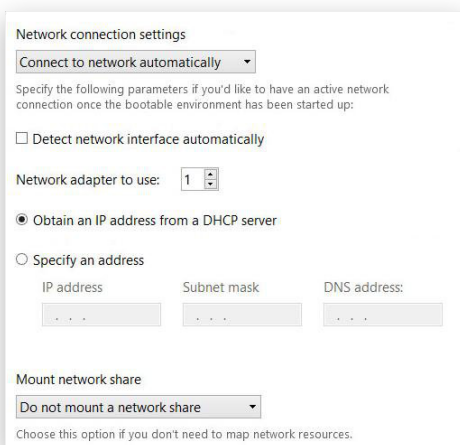 Network connection settings
Connect to network automatically
Specify the following parameters if you'd like to have an active network
connection once the bootable environment has been started up:
Detect network interface automatically
Network adapter to use: 1
Obtain an IP address from a DHCP server
Specify an address
IP address Subnet mask DNS address:
. . . . . . . . .
Mount network share
Do not mount a network share
Choose this option if you don't need to map network resources.